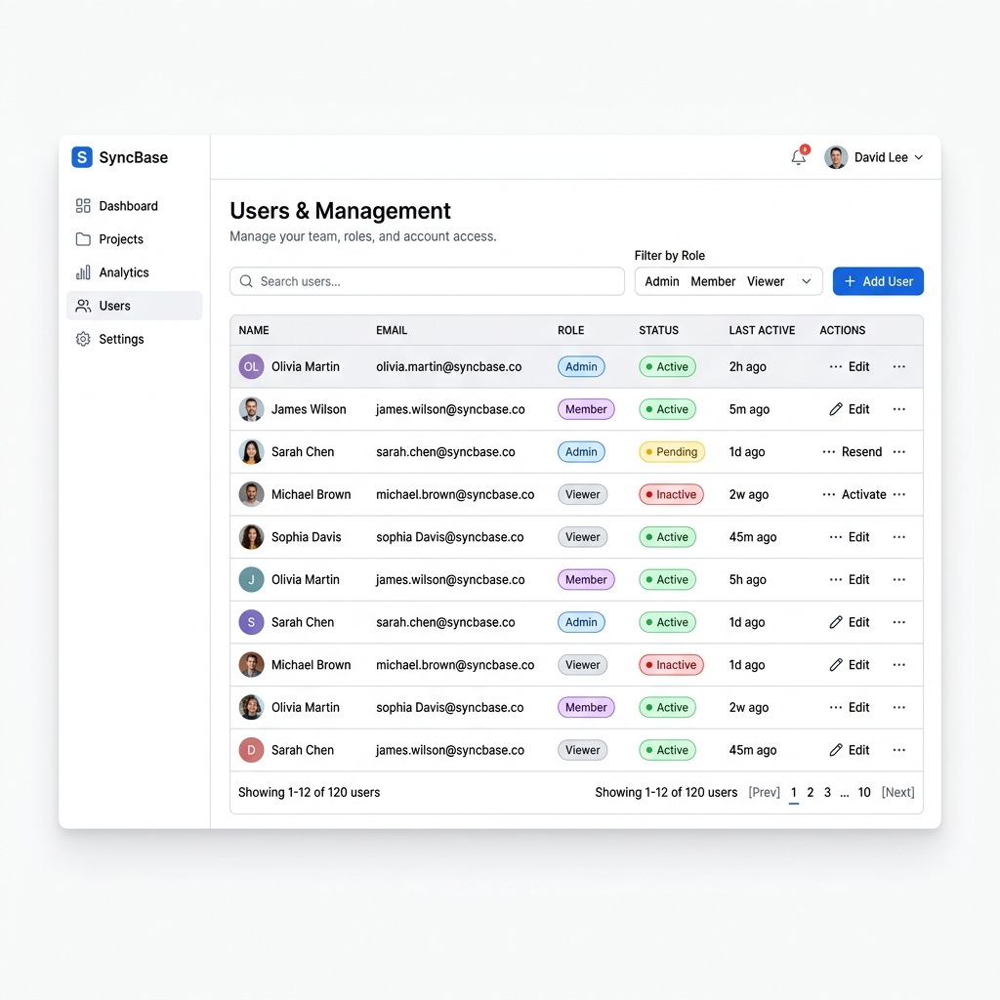 S SyncBase
David Lee
Dashboard
Projects
Analytics
Users
Settings
Users & Management
Manage your team, roles, and account access.
Filter by Role
Search users...
Admin Member Viewer
+ Add User
NAME EMAIL ROLE STATUS LAST ACTIVE ACTIONS
OL Olivia Martin olivia.martin@syncbase.co Admin Active 2h ago ··· Edit ···
James Wilson james.wilson@syncbase.co Member Active 5m ago Edit ···
Sarah Chen sarah.chen@syncbase.co Admin Pending 1d ago ··· Resend ···
Michael Brown michael.brown@syncbase.co Viewer Inactive 2w ago ··· Activate ···
Sophia Davis sophia Davis@syncbase.co Viewer Active 45m ago ··· Edit ···
J Olivia Martin james.wilson@syncbase.co Member Active 5h ago ··· Edit ···
S Sarah Chen sarah.chen@syncbase.co Admin Active 1d ago Edit ···
Michael Brown michael.brown@syncbase.co Viewer Inactive 1d ago Edit ···
Olivia Martin sophia Davis@syncbase.co Member Active 2w ago ··· Edit ···
D Sarah Chen james.wilson@syncbase.co Viewer Active 45m ago Edit ···
Showing 1-12 of 120 users Showing 1-12 of 120 users [Prev] 1 2 3 ... 10 [Next]